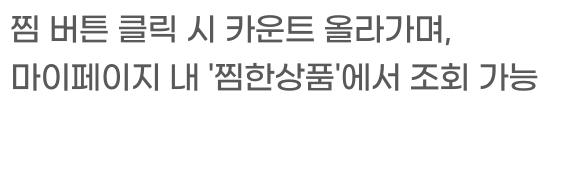 찜 버튼 클릭 시 카운트 올라가며,
마이페이지 내 '찜한상품'에서 조회 가능